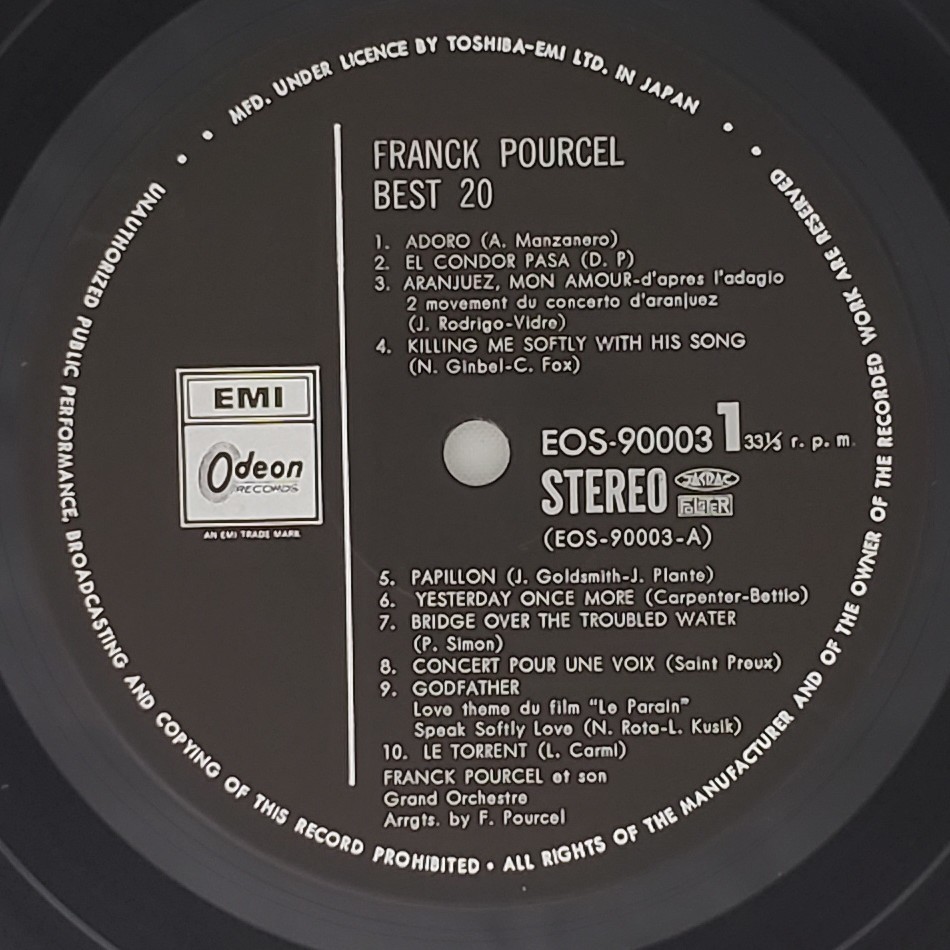 MFD. UNDER LICENCE BY TOSHIBA-EMI LTD. IN JAPAN
FRANCK POURCEL
BEST 20
1. ADORO (A. Manzanero)
2. EL CONDOR PASA (D. P)
3. ARANJUEZ, MON AMOUR-d'apres l'adagio
2 movement du concerto d'aranjuez
(J. Rodrigo-Vidre)
4. KILLING ME SOFTLY WITH HIS SONG
(N. Ginbel-C. Fox)
EMI
Odeon
RECORDS
AN EMI TRADE MARK
EOS-90003 1 33⅓ r. p. m
STEREO JASRAC
(EOS-90003-A)
5. PAPILLON (J. Goldsmith-J. Plante)
6. YESTERDAY ONCE MORE (Carpenter-Bettio)
7. BRIDGE OVER THE TROUBLED WATER
(P. Simon)
8. CONCERT POUR UNE VOIX (Saint Preux)
9. GODFATHER
Love theme du film "Le Parain"
Speak Softly Love (N. Rota-L. Kusik)
10. LE TORRENT (L. Carmi)
FRANCK POURCEL et son
Grand Orchestre
Arrgts. by F. Pourcel
UNAUTHORIZED PUBLIC PERFORMANCE, BROADCASTING AND COPYING OF THIS RECORD PROHIBITED • ALL RIGHTS OF THE MANUFACTURER AND OF THE OWNER OF THE RECORDED WORK ARE RESERVED